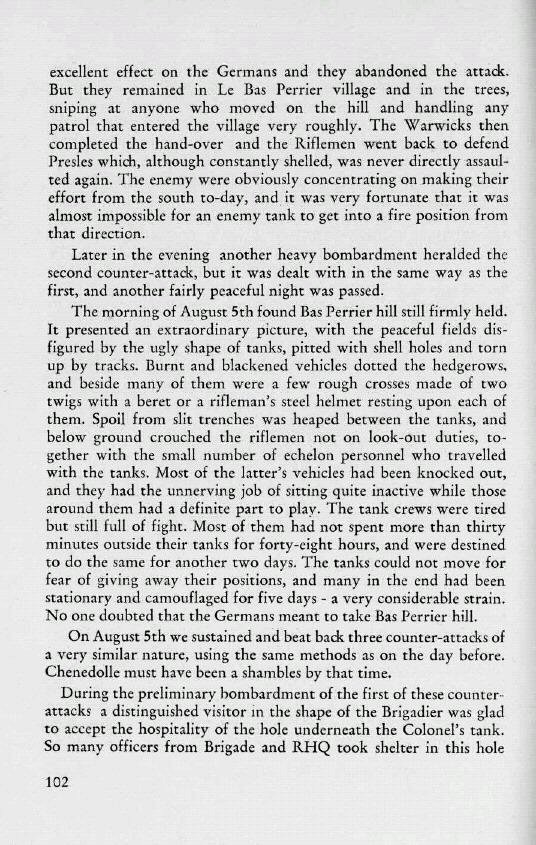 excellent effect on the Germans and they abandoned the attack.
But they remained in Le Bas Perrier village and in the trees,
sniping at anyone who moved on the hill and handling any
patrol that entered the village very roughly. The Warwicks then
completed the hand-over and the Riflemen went back to defend
Presles which, although constantly shelled, was never directly assaul-
ted again. The enemy were obviously concentrating on making their
effort from the south to-day, and it was very fortunate that it was
almost impossible for an enemy tank to get into a fire position from
that direction.
Later in the evening another heavy bombardment heralded the
second counter-attack, but it was dealt with in the same way as the
first, and another fairly peaceful night was passed.
The morning of August 5th found Bas Perrier hill still firmly held.
It presented an extraordinary picture, with the peaceful fields dis-
figured by the ugly shape of tanks, pitted with shell holes and torn
up by tracks. Burnt and blackened vehicles dotted the hedgerows,
and beside many of them were a few rough crosses made of two
twigs with a beret or a rifleman's steel helmet resting upon each of
them. Spoil from slit trenches was heaped between the tanks, and
below ground crouched the riflemen not on look-out duties, to-
gether with the small number of echelon personnel who travelled
with the tanks. Most of the latter's vehicles had been knocked out,
and they had the unnerving job of sitting quite inactive while those
around them had a definite part to play. The tank crews were tired
but still full of fight. Most of them had not spent more than thirty
minutes outside their tanks for forty-eight hours, and were destined
to do the same for another two days. The tanks could not move for
fear of giving away their positions, and many in the end had been
stationary and camouflaged for five days - a very considerable strain.
No one doubted that the Germans meant to take Bas Perrier hill.
On August 5th we sustained and beat back three counter-attacks of
a very similar nature, using the same methods as on the day before.
Chenedolle must have been a shambles by that time.
During the preliminary bombardment of the first of these counter-
attacks a distinguished visitor in the shape of the Brigadier was glad
to accept the hospitality of the hole underneath the Colonel's tank.
So many officers from Brigade and RHQ took shelter in this hole
102